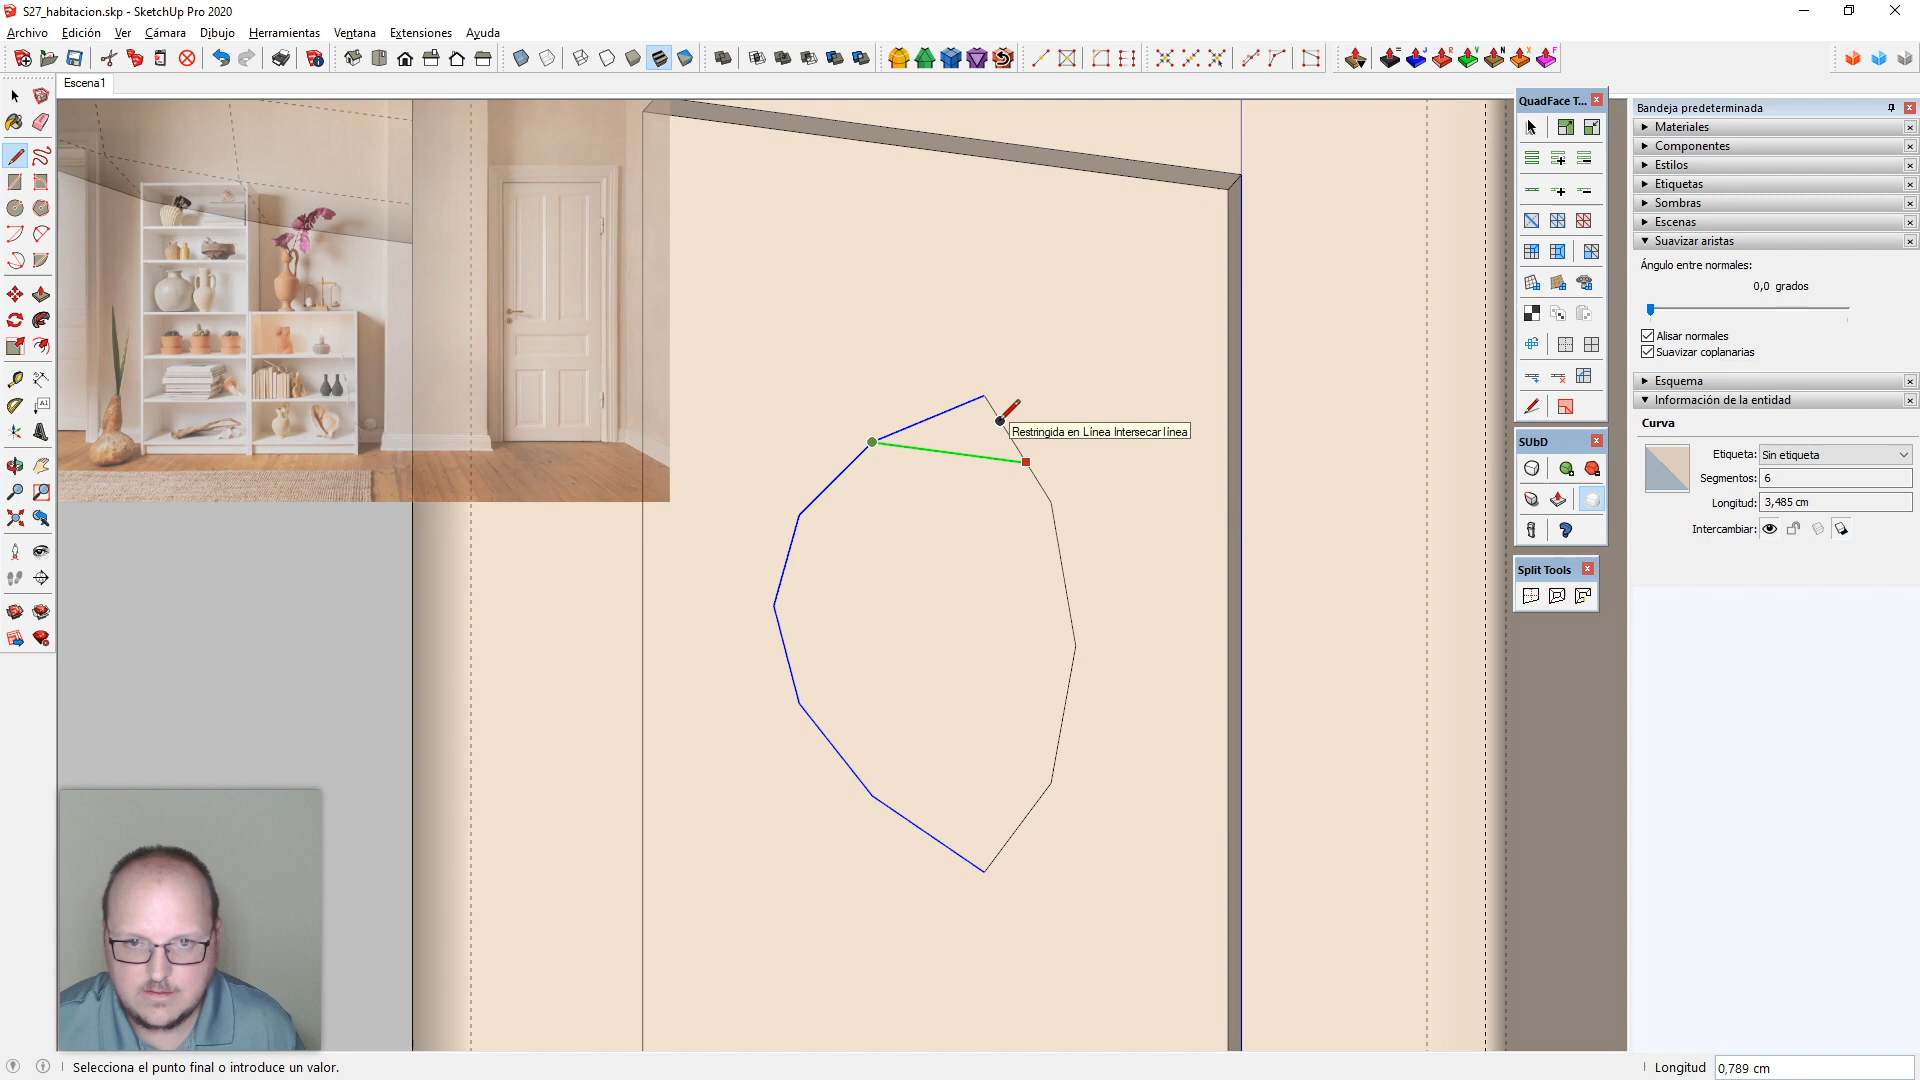 S27_habitacion.skp - SketchUp Pro 2020
Archivo Edición Ver Cámara Dibujo Herramientas Ventana Extensiones Ayuda
Escena1
QuadFace T...
Bandeja predeterminada
Materiales
Componentes
Estilos
Etiquetas
Sombras
Escenas
Suavizar aristas
Ángulo entre normales:
0,0 grados
Alisar normales
Suavizar coplanarias
Esquema
Información de la entidad
Curva
Etiqueta: Sin etiqueta
Segmentos: 6
Longitud: 3,485 cm
Intercambiar:
Restringida en Línea Intersecar línea
SUbD
Split Tools
Selecciona el punto final o introduce un valor.
Longitud 0,789 cm